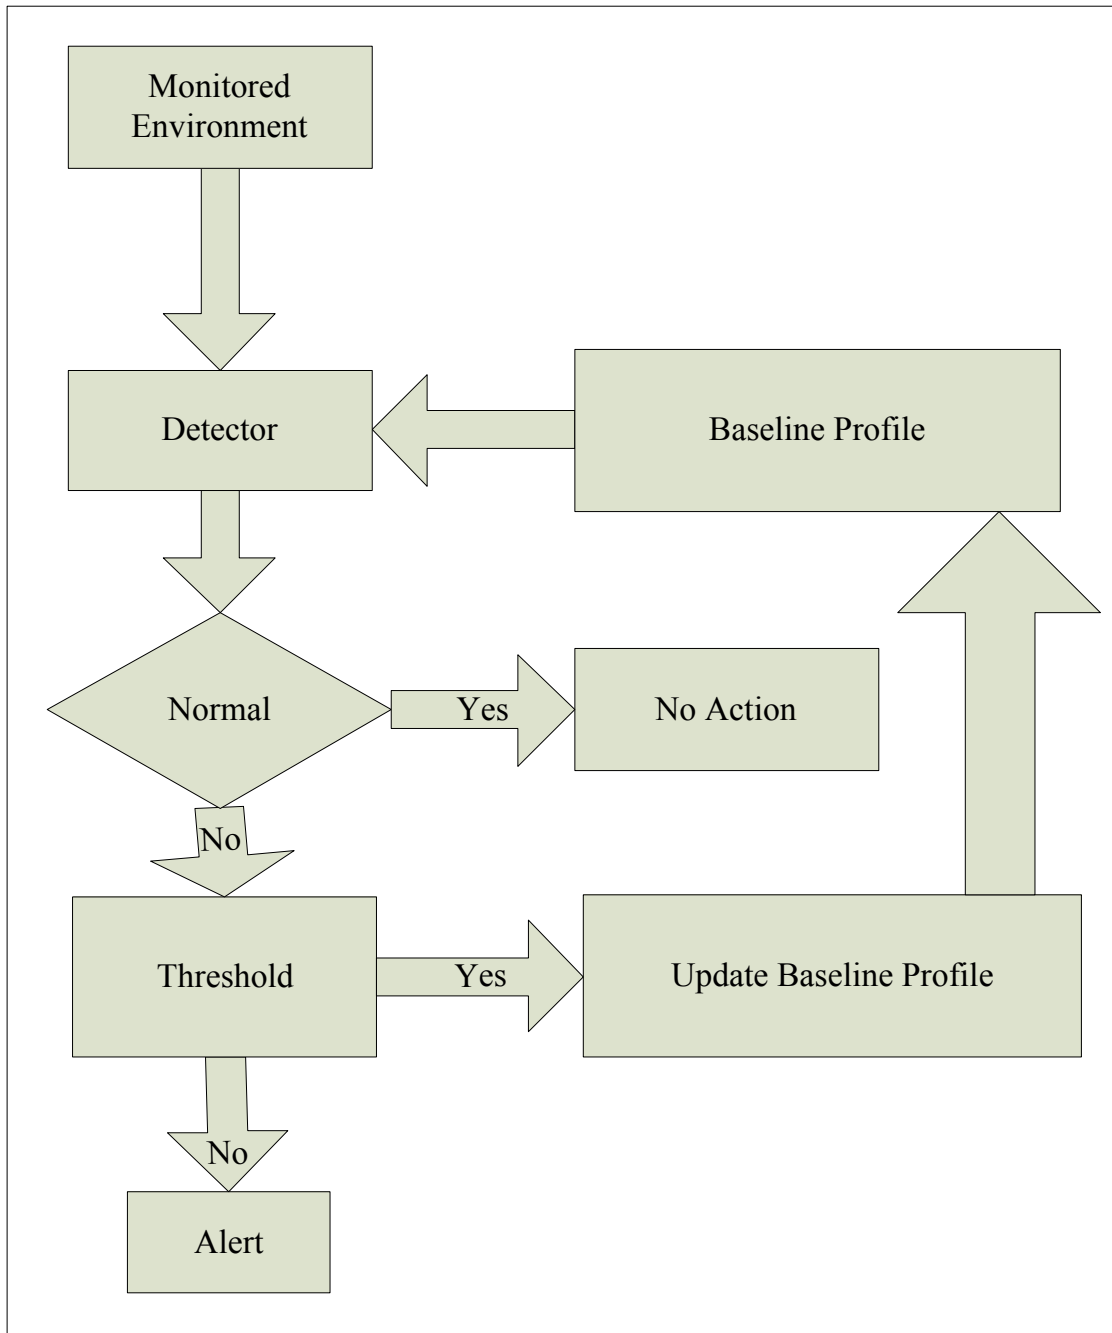 Monitored
Environment
Detector
Baseline Profile
Normal
Yes
No Action
No
Threshold
Yes
Update Baseline Profile
No
Alert